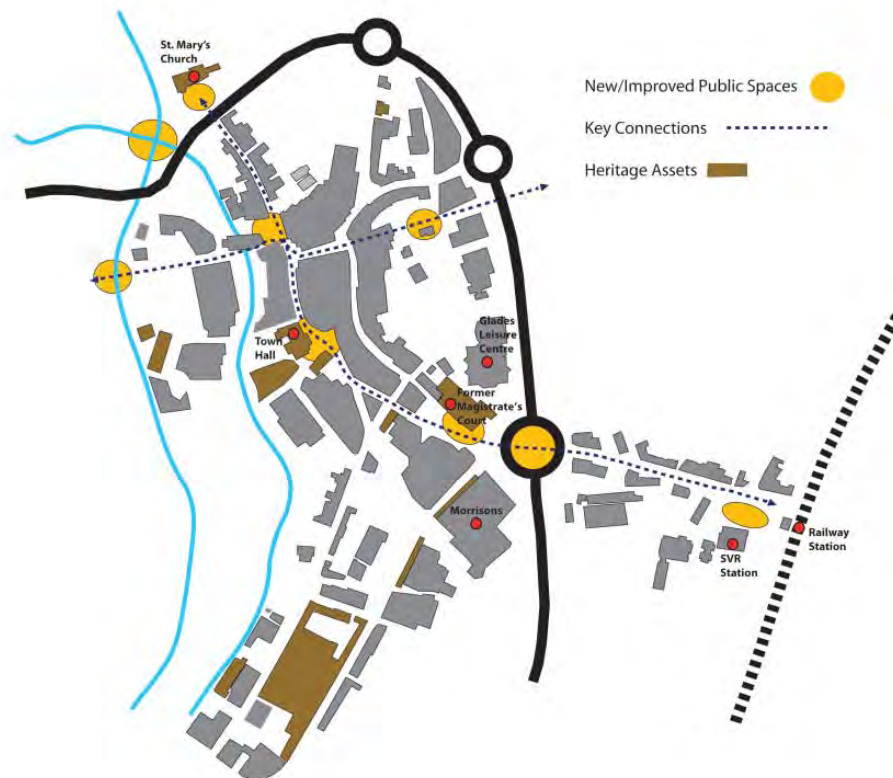 St. Mary's
Church
New/Improved Public Spaces
Key Connections
Heritage Assets
Glades
Leisure
Centre
Town
Hall
Former
Magistrate's
Court
Morrisons
Railway
Station
SVR
Station